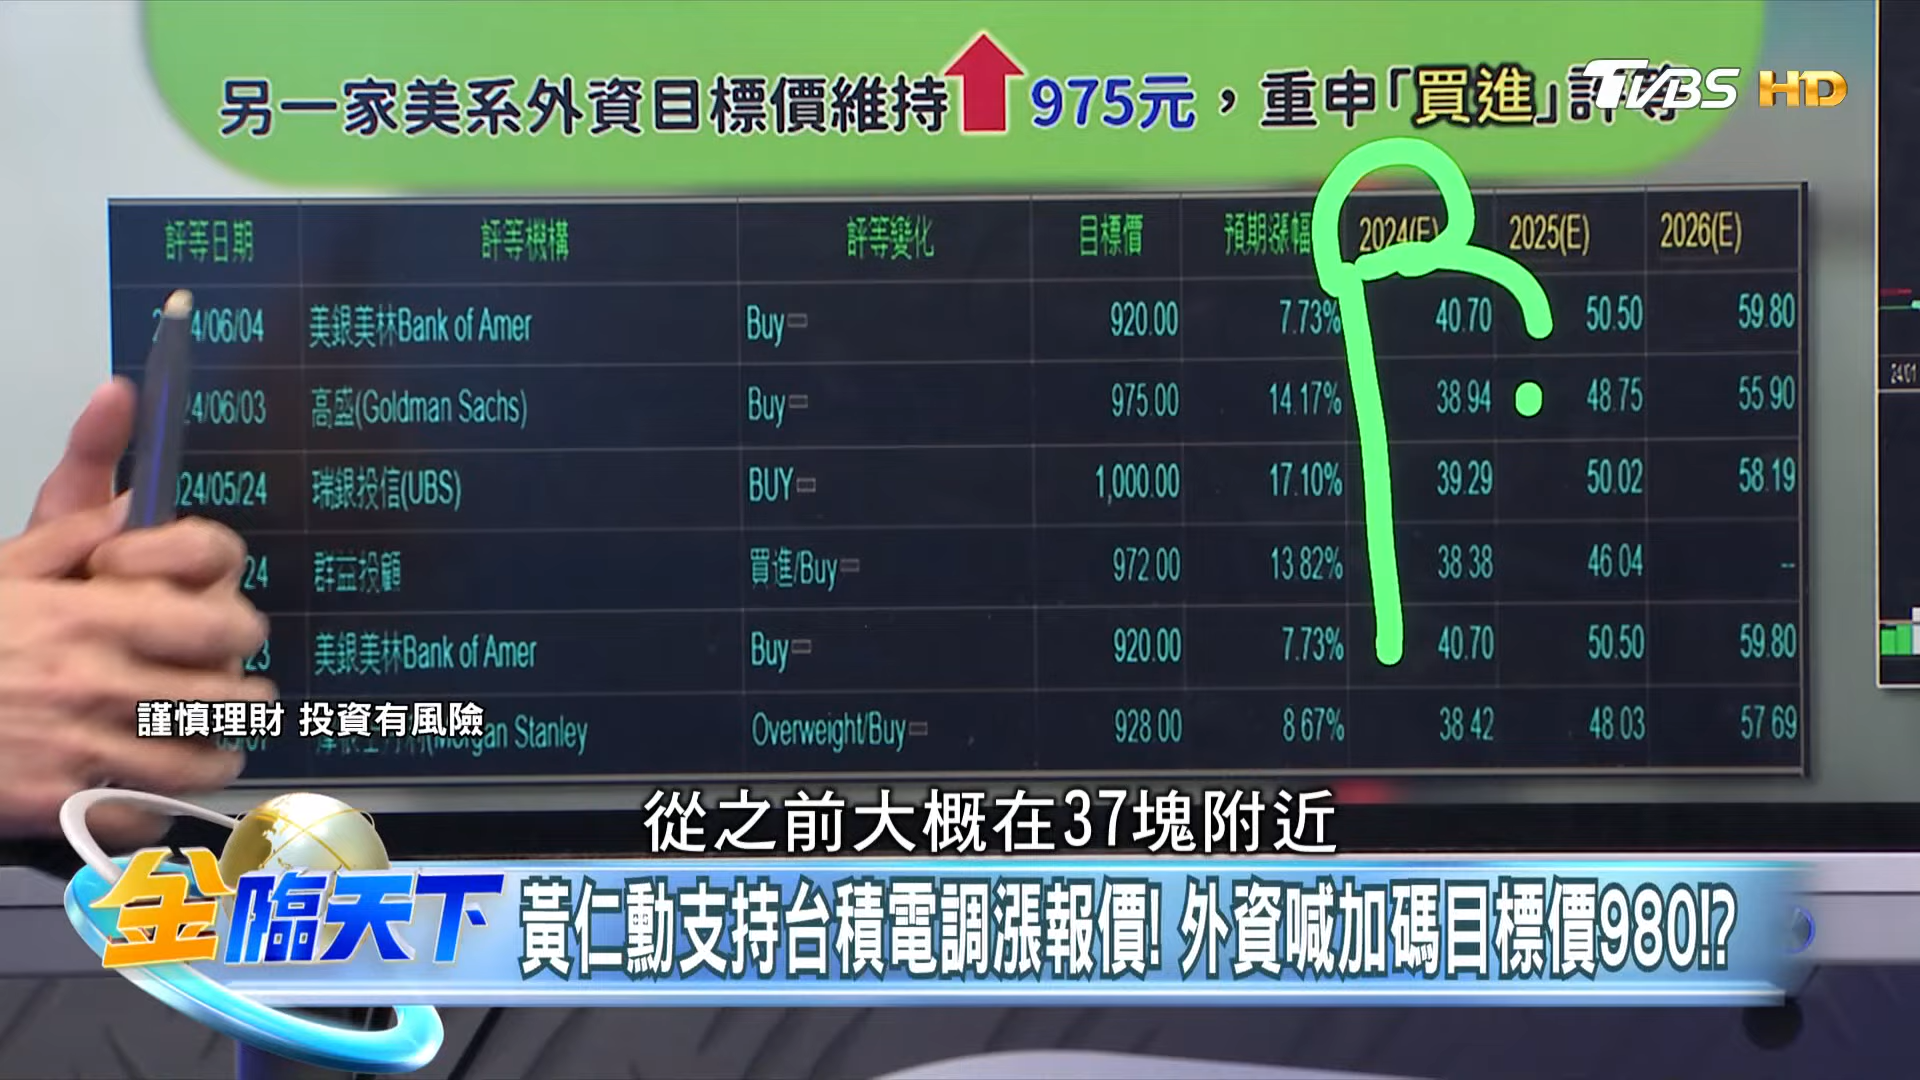 TVBS HD
另一家美系外資目標價維持 975元，重申「買進」評等
評等日期 評等機構 評等變化 目標價 預期漲幅 2024(E) 2025(E) 2026(E)
4/06/04 美銀美林Bank of Amer Buy 920.00 7.73% 40.70 50.50 59.80
24/06/03 高盛(Goldman Sachs) Buy 975.00 14.17% 38.94 48.75 55.90
024/05/24 瑞銀投信(UBS) BUY 1,000.00 17.10% 39.29 50.02 58.19
24 群益投顧 買進/Buy 972.00 13.82% 38.38 46.04 --
23 美銀美林Bank of Amer Buy 920.00 7.73% 40.70 50.50 59.80
Morgan Stanley Overweight/Buy 928.00 8.67% 38.42 48.03 57.69
24/01
謹慎理財 投資有風險
從之前大概在37塊附近
金臨天下
黃仁勳支持台積電調漲報價! 外資喊加碼目標價980!?